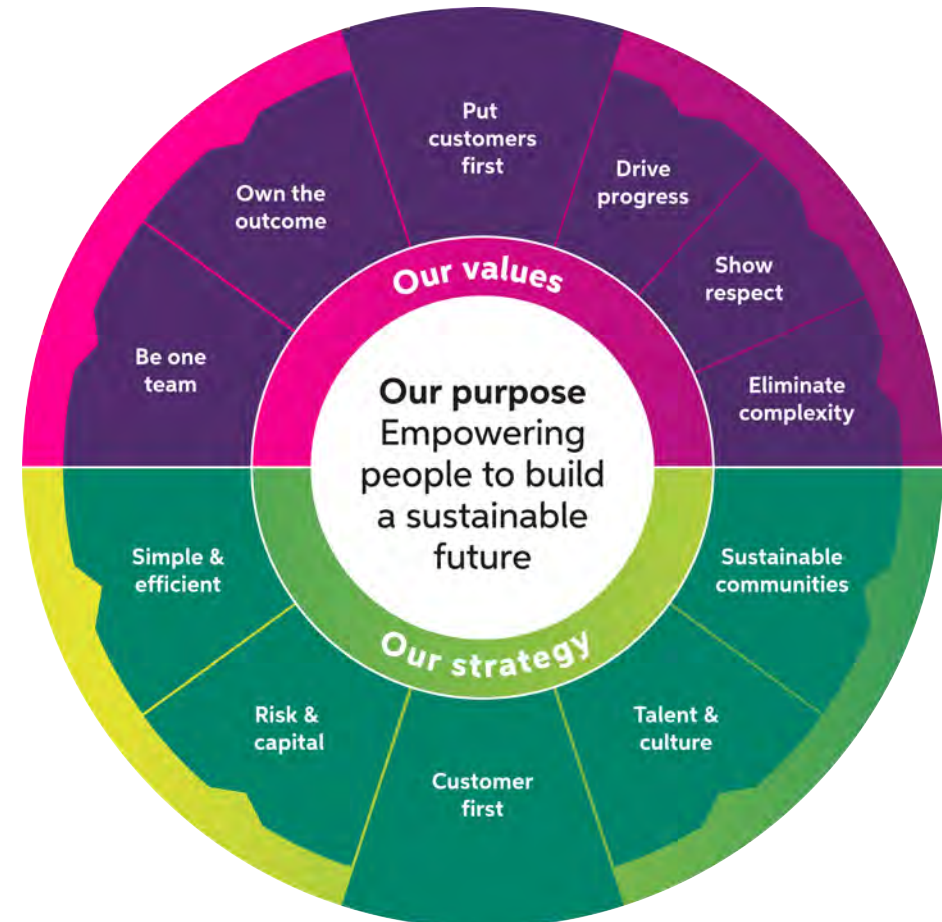 Put
customers
first
Own the
outcome
Drive
progress
Show
respect
Be one
team
Eliminate
complexity
Our values
Our purpose
Empowering
people to build
a sustainable
future
Our strategy
Simple &
efficient
Sustainable
communities
Risk &
capital
Talent &
culture
Customer
first